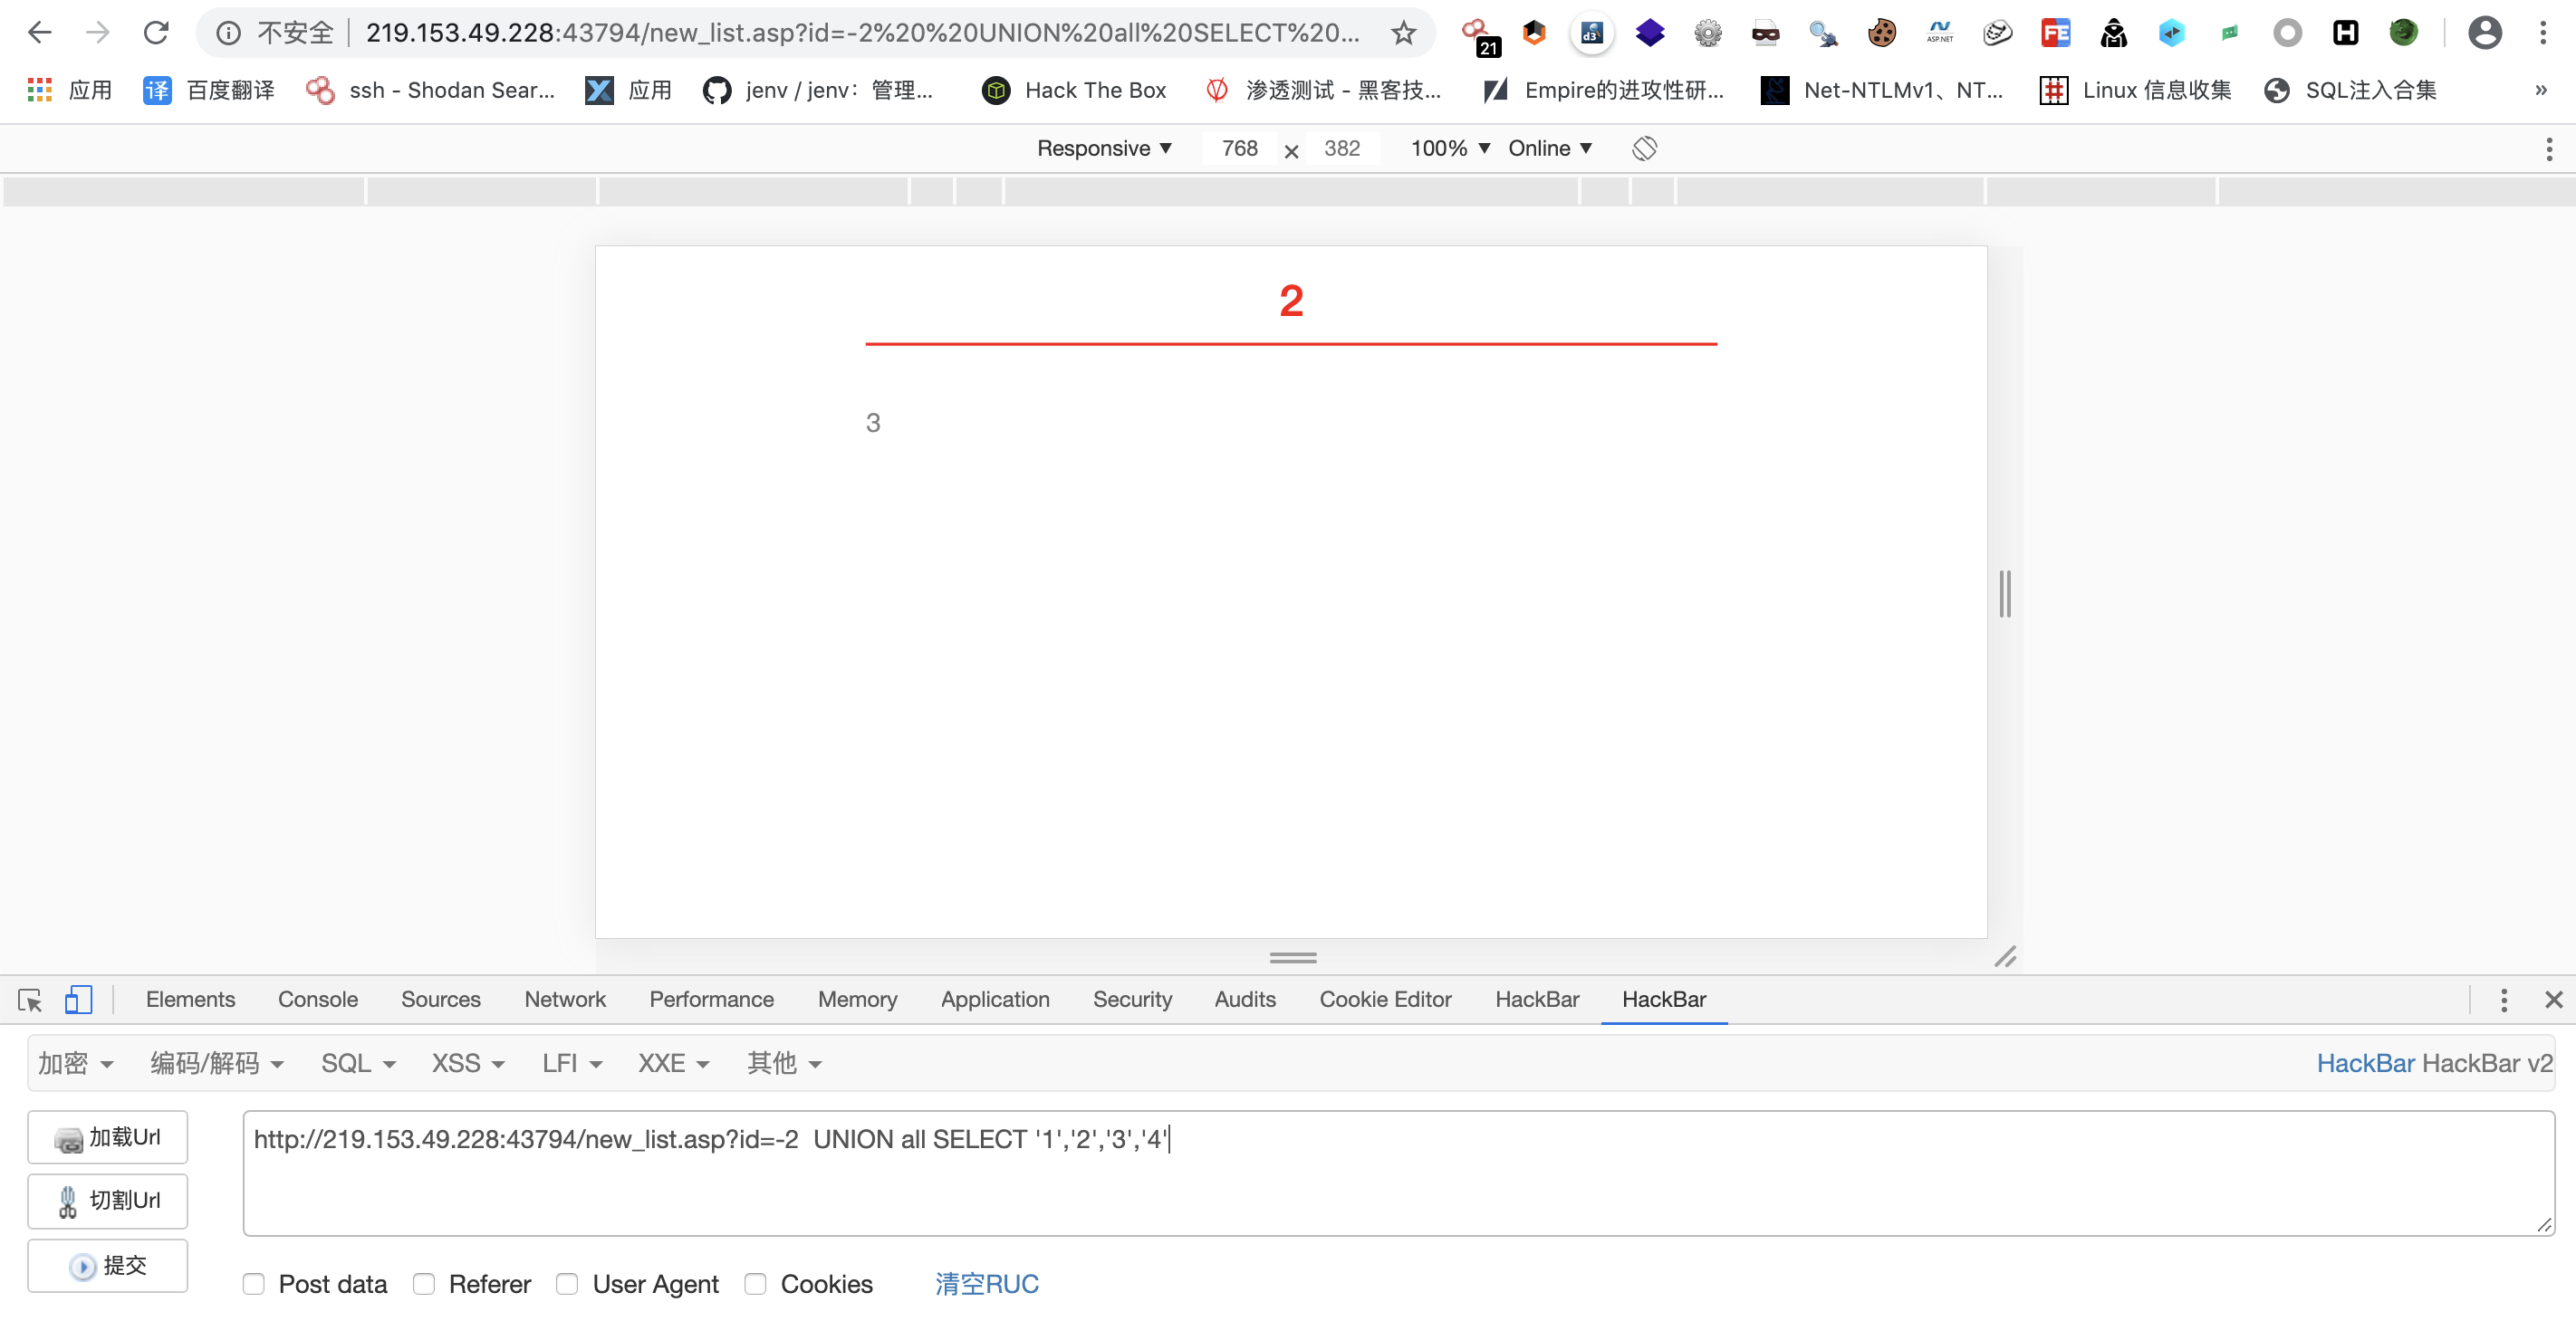 不安全 219.153.49.228:43794/new_list.asp?id=-2%20%20UNION%20all%20SELECT%20... 21 d3 ASP.NET FE H
应用 译 百度翻译 ssh - Shodan Sear... 应用 jenv / jenv：管理... Hack The Box 渗透测试 - 黑客技... Empire的进攻性研... Net-NTLMv1、NT... Linux 信息收集 SQL注入合集 »
Responsive 768 × 382 100% Online
2
3
Elements Console Sources Network Performance Memory Application Security Audits Cookie Editor HackBar HackBar
加密 编码/解码 SQL XSS LFI XXE 其他 HackBar HackBar v2
加载Url http://219.153.49.228:43794/new_list.asp?id=-2  UNION all SELECT '1','2','3','4'
切割Url
提交
Post data Referer User Agent Cookies 清空RUC